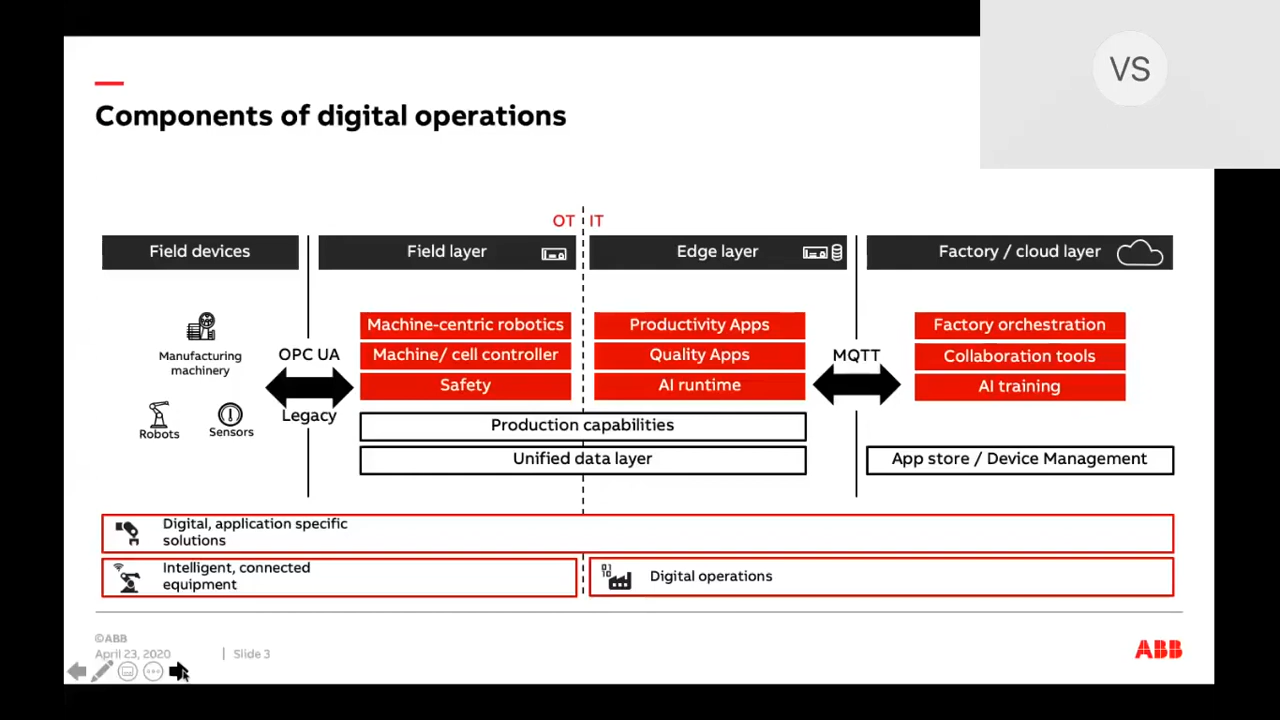 VS
Components of digital operations
OT IT
Field devices
Field layer
Edge layer
Factory / cloud layer
Manufacturing
machinery
Robots
Sensors
OPC UA
Legacy
Machine-centric robotics
Machine/ cell controller
Safety
Productivity Apps
Quality Apps
AI runtime
MQTT
Factory orchestration
Collaboration tools
AI training
Production capabilities
Unified data layer
App store / Device Management
Digital, application specific
solutions
Intelligent, connected
equipment
Digital operations
©ABB
April 23, 2020
Slide 3
ABB